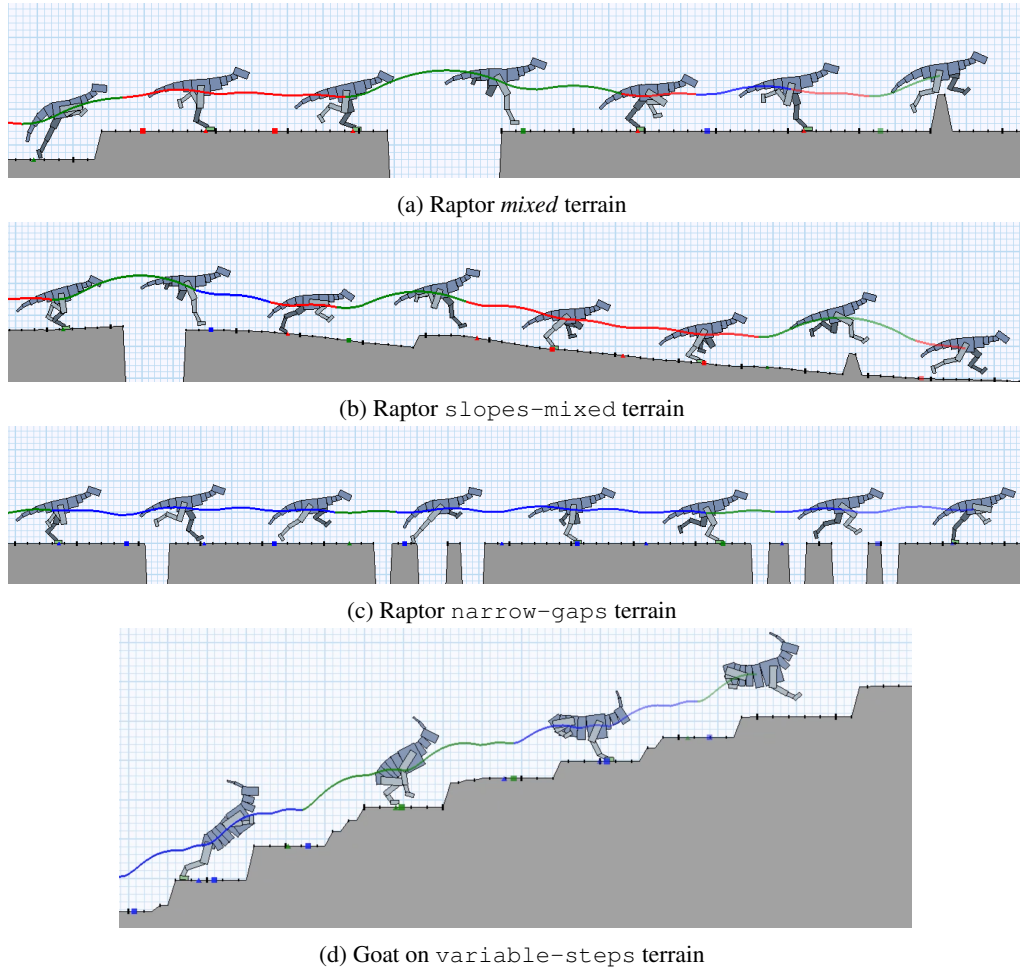 (a) Raptor mixed terrain
(b) Raptor slopes-mixed terrain
(c) Raptor narrow-gaps terrain
(d) Goat on variable-steps terrain